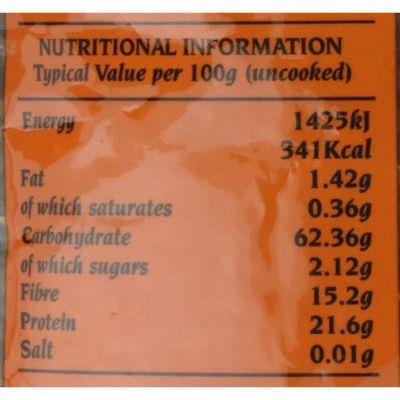 NUTRITIONAL INFORMATION
Typical Value per 100g (uncooked)
Energy 1425kJ
341Kcal
Fat 1.42g
of which saturates 0.36g
Carbohydrate 62.36g
of which sugars 2.12g
Fibre 15.2g
Protein 21.6g
Salt 0.01g